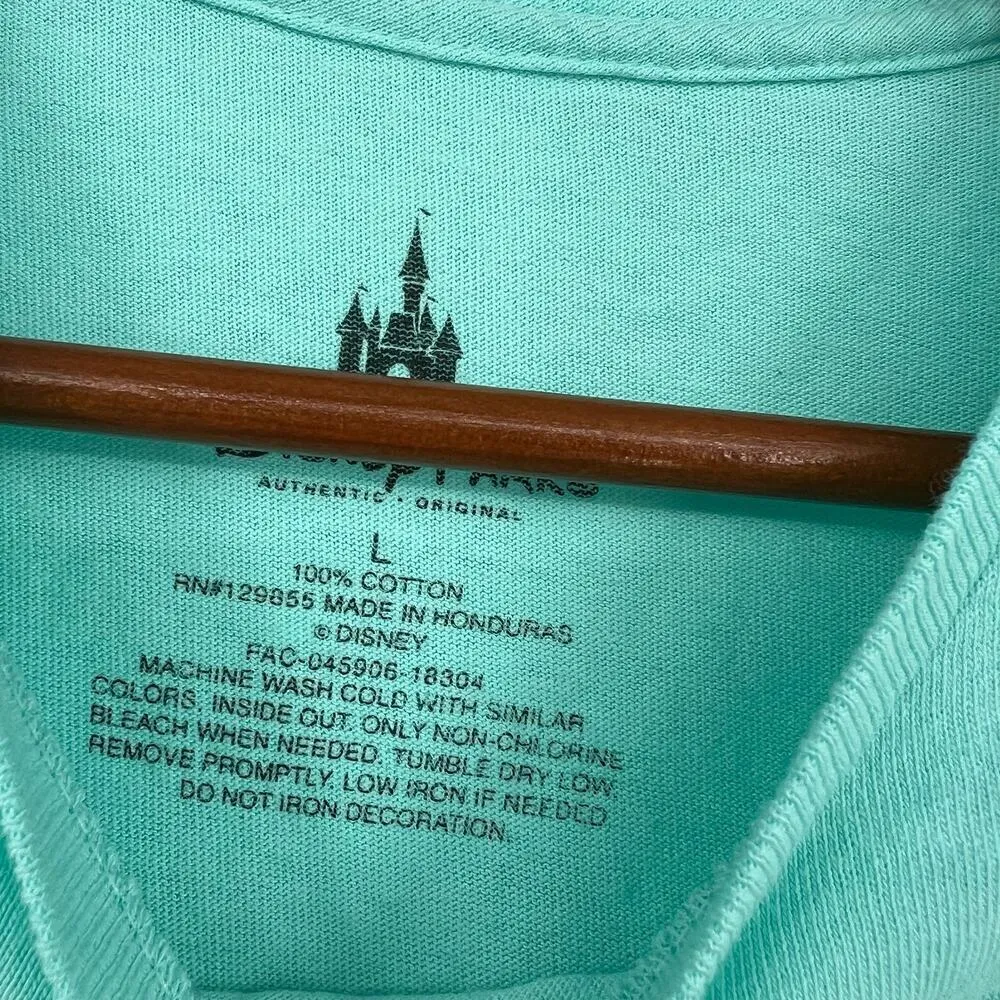 Disney PARKS
AUTHENTIC • ORIGINAL
L
100% COTTON
RN#129855 MADE IN HONDURAS
© DISNEY
FAC-045906-18304
MACHINE WASH COLD WITH SIMILAR
COLORS. INSIDE OUT. ONLY NON-CHLORINE
BLEACH WHEN NEEDED. TUMBLE DRY LOW.
REMOVE PROMPTLY. LOW IRON IF NEEDED.
DO NOT IRON DECORATION.